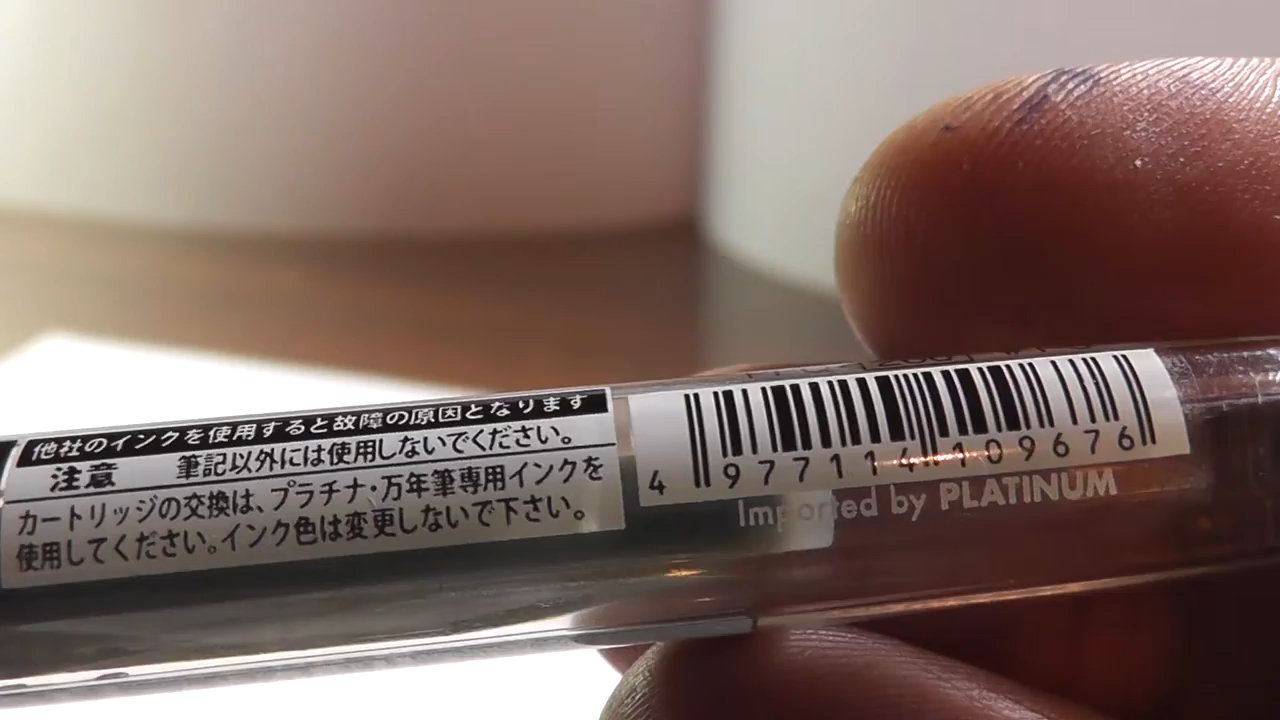 他社のインクを使用すると故障の原因となります
注意 筆記以外には使用しないでください。
カートリッジの交換は、プラチナ・万年筆専用インクを
使用してください。インク色は変更しないで下さい。
4 977114 109676
Imported by PLATINUM